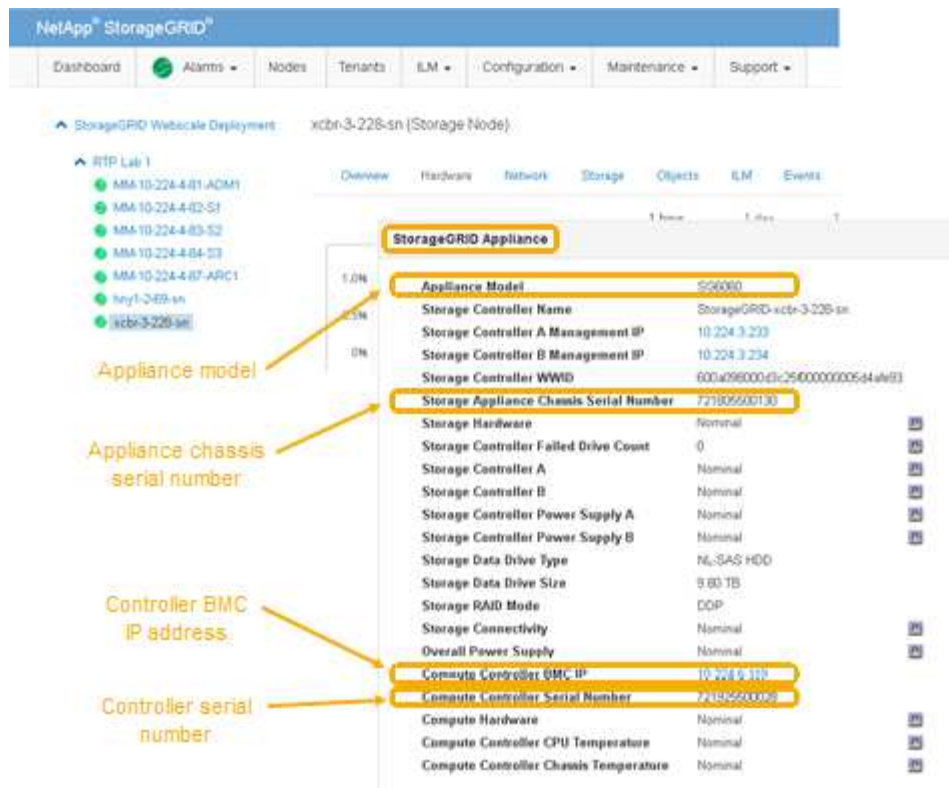 NetApp® StorageGRID®
Dashboard Alarms Nodes Tenants ILM Configuration Maintenance Support
StorageGRID Webscale Deployment
xcbr-3-228-sn (Storage Node)
RTP Lab 1
MM-10-224-4-81-ADM1
MM-10-224-4-82-S1
MM-10-224-4-83-S2
MM-10-224-4-84-S3
MM-10-224-4-87-ARC1
hny1-2-69-sn
xcbr-3-228-sn
Overview Hardware Network Storage Objects ILM Events
1 hour 1 day 1
1.0%
0%
StorageGRID Appliance
Appliance Model SG6060
Storage Controller Name StorageGRID-xcbr-3-228-sn
Storage Controller A Management IP 10.224.3.233
Storage Controller B Management IP 10.224.3.234
Storage Controller WWID
Storage Appliance Chassis Serial Number 721805500130
Storage Hardware Nominal
Storage Controller Failed Drive Count 0
Storage Controller A Nominal
Storage Controller B Nominal
Storage Controller Power Supply A Nominal
Storage Controller Power Supply B Nominal
Storage Data Drive Type NL-SAS HDD
Storage Data Drive Size 9.80 TB
Storage RAID Mode DDP
Storage Connectivity Nominal
Overall Power Supply Nominal
Compute Controller BMC IP
Compute Controller Serial Number 721925500028
Compute Hardware Nominal
Compute Controller CPU Temperature Nominal
Compute Controller Chassis Temperature Nominal
Appliance model
Appliance chassis
serial number
Controller BMC
IP address
Controller serial
number